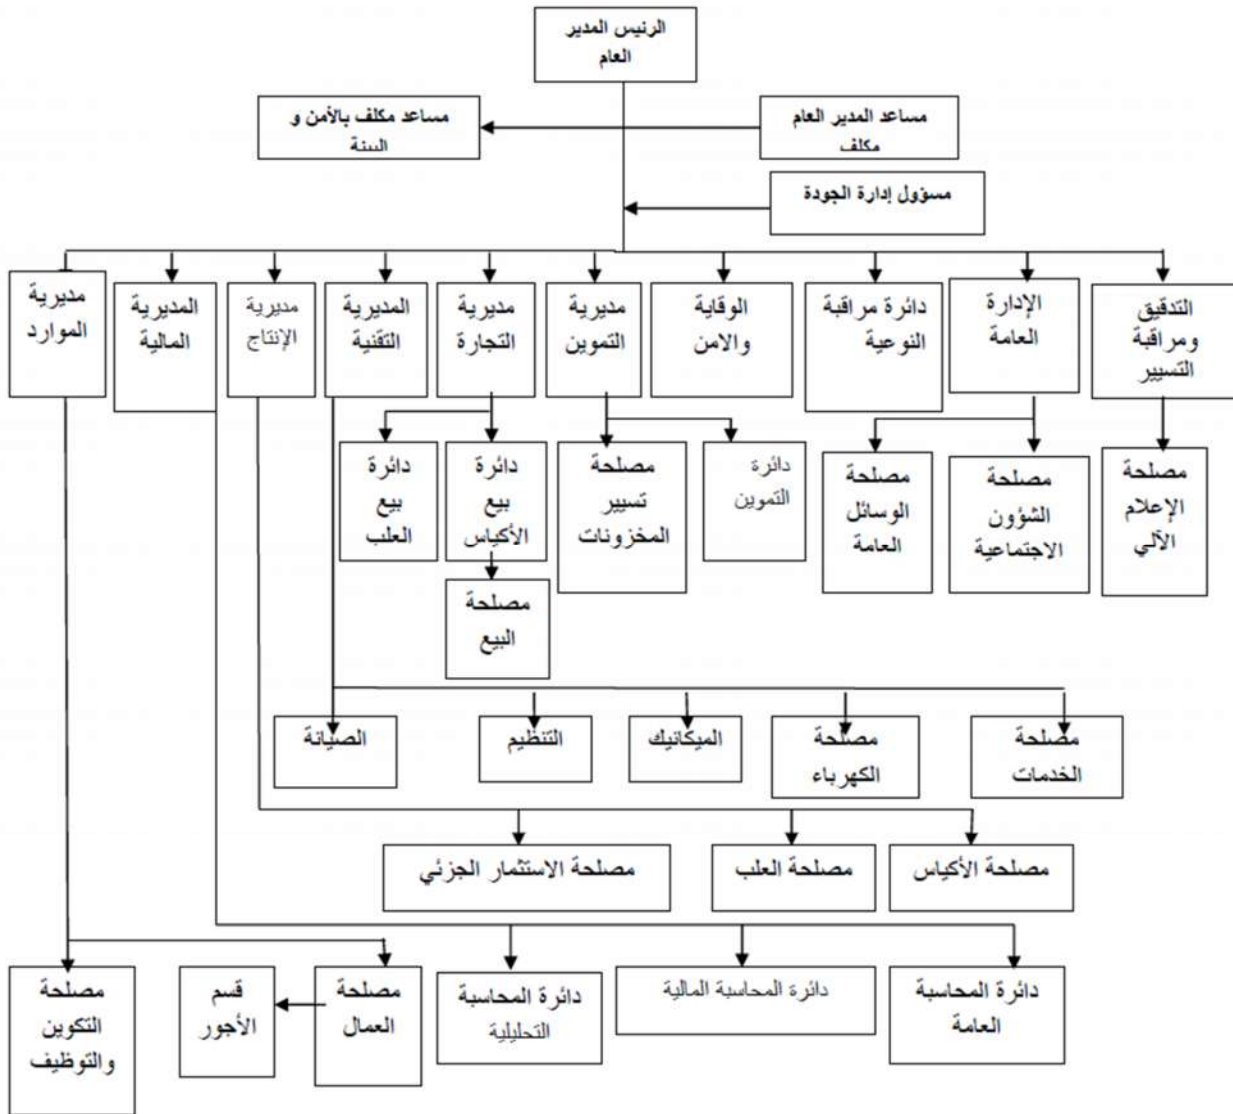 الرئيس المدير
العام
مساعد المدير العام
مكلف
مساعد مكلف بالأمن و
البيئة
مسؤول إدارة الجودة
التدقيق
ومراقبة
التسيير
الإدارة
العامة
دائرة مراقبة
النوعية
الوقاية
والامن
مديرية
التموين
مديرية
التجارة
المديرية
التقنية
مديرية
الإنتاج
المديرية
المالية
مديرية
الموارد
مصلحة
الإعلام
الآلي
مصلحة
الشؤون
الاجتماعية
مصلحة
الوسائل
العامة
دائرة
التموين
مصلحة
تسيير
المخزونات
دائرة
بيع
الأكياس
دائرة
بيع
العلب
مصلحة
البيع
مصلحة
الخدمات
مصلحة
الكهرباء
الميكانيك
التنظيم
الصيانة
مصلحة الأكياس
مصلحة العلب
مصلحة الاستثمار الجزئي
دائرة المحاسبة
العامة
دائرة المحاسبة المالية
دائرة المحاسبة
التحليلية
مصلحة
العمال
قسم
الأجور
مصلحة
التكوين
والتوظيف